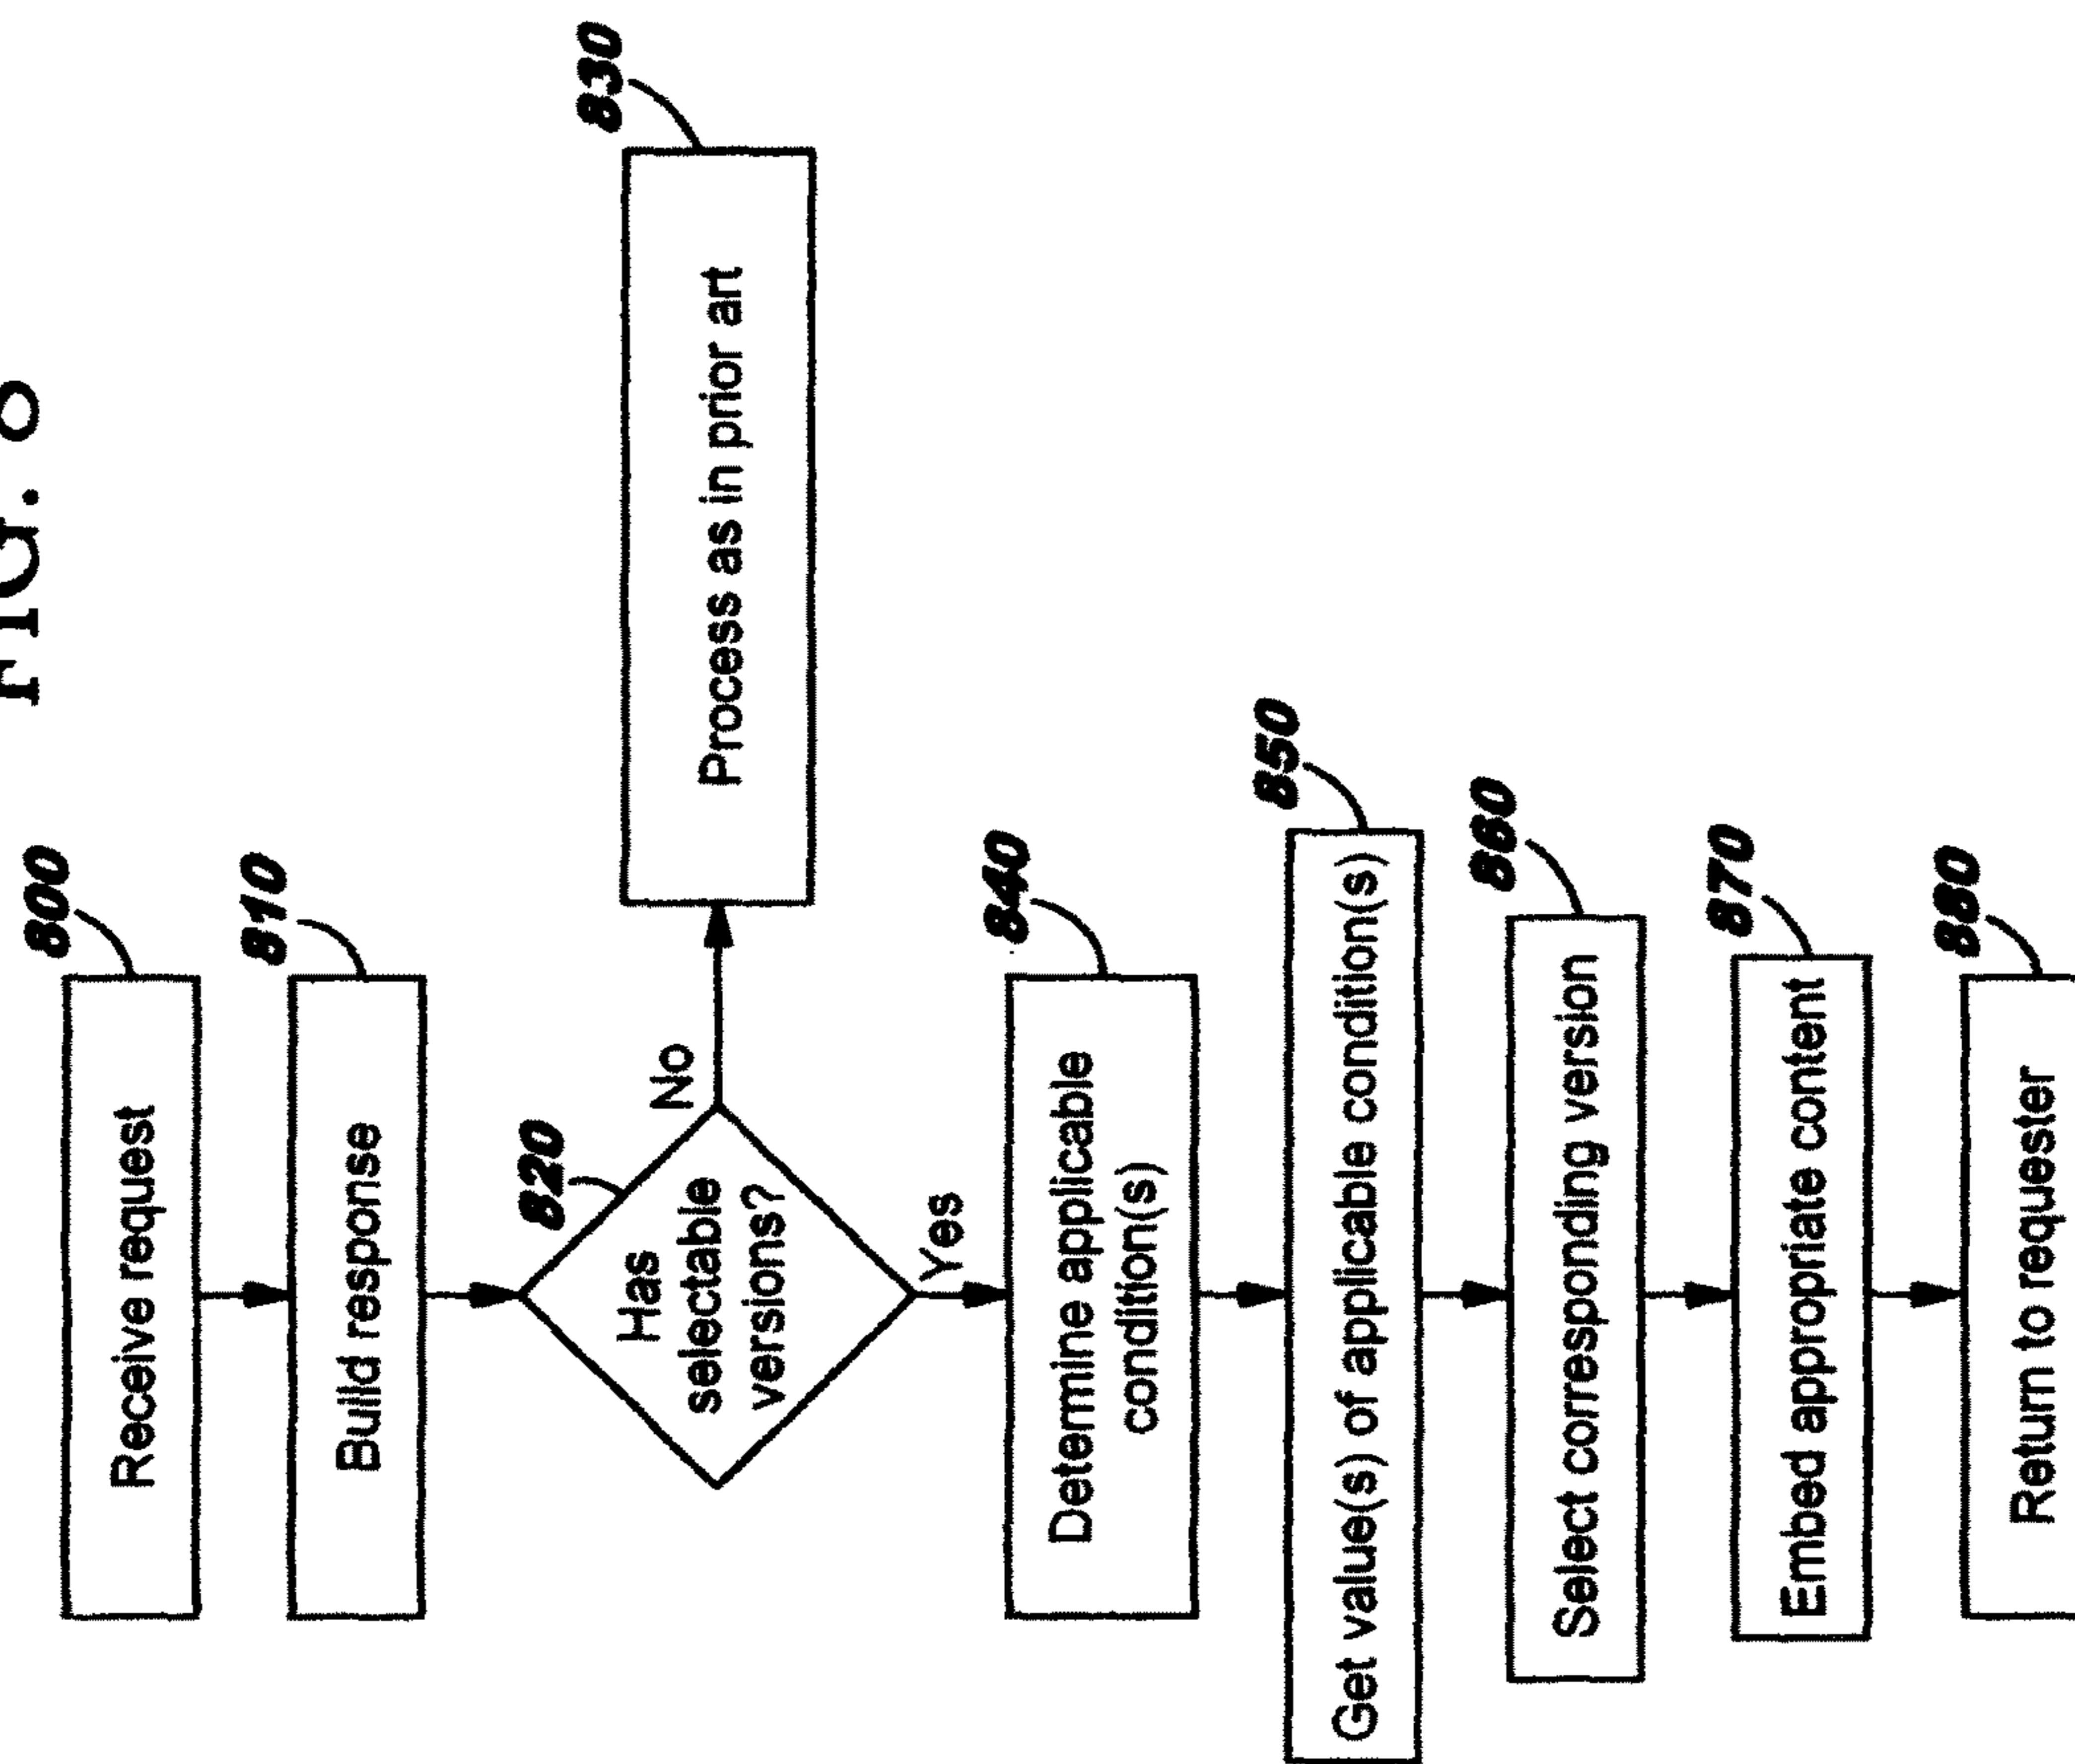 FIG. 8
800
Receive request
810
Build response
820
Has
selectable
versions?
No
830
Process as in prior art
Yes
840
Determine applicable
condition(s)
850
Get value(s) of applicable condition(s)
860
Select corresponding version
870
Embed appropriate content
880
Return to requester